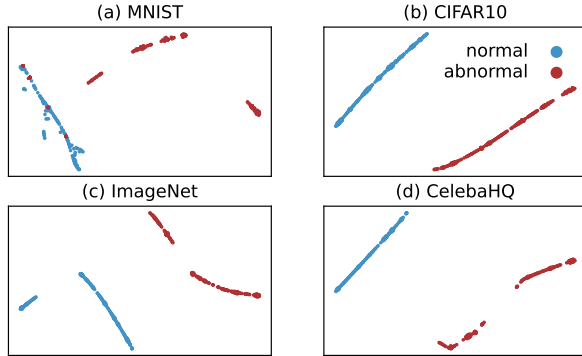 (a) MNIST
(b) CIFAR10
normal
abnormal
(c) ImageNet
(d) CelebaHQ